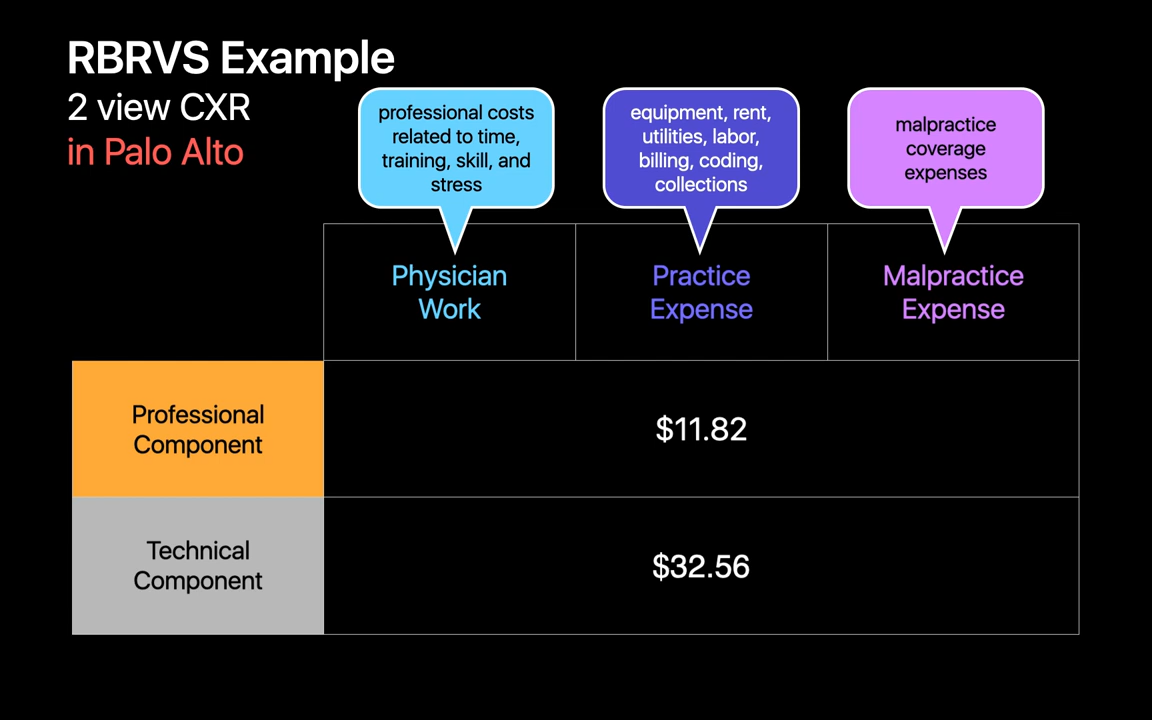 RBRVS Example
2 view CXR
in Palo Alto
professional costs
related to time,
training, skill, and
stress
equipment, rent,
utilities, labor,
billing, coding,
collections
malpractice
coverage
expenses
Physician
Work
Practice
Expense
Malpractice
Expense
Professional
Component
$11.82
Technical
Component
$32.56